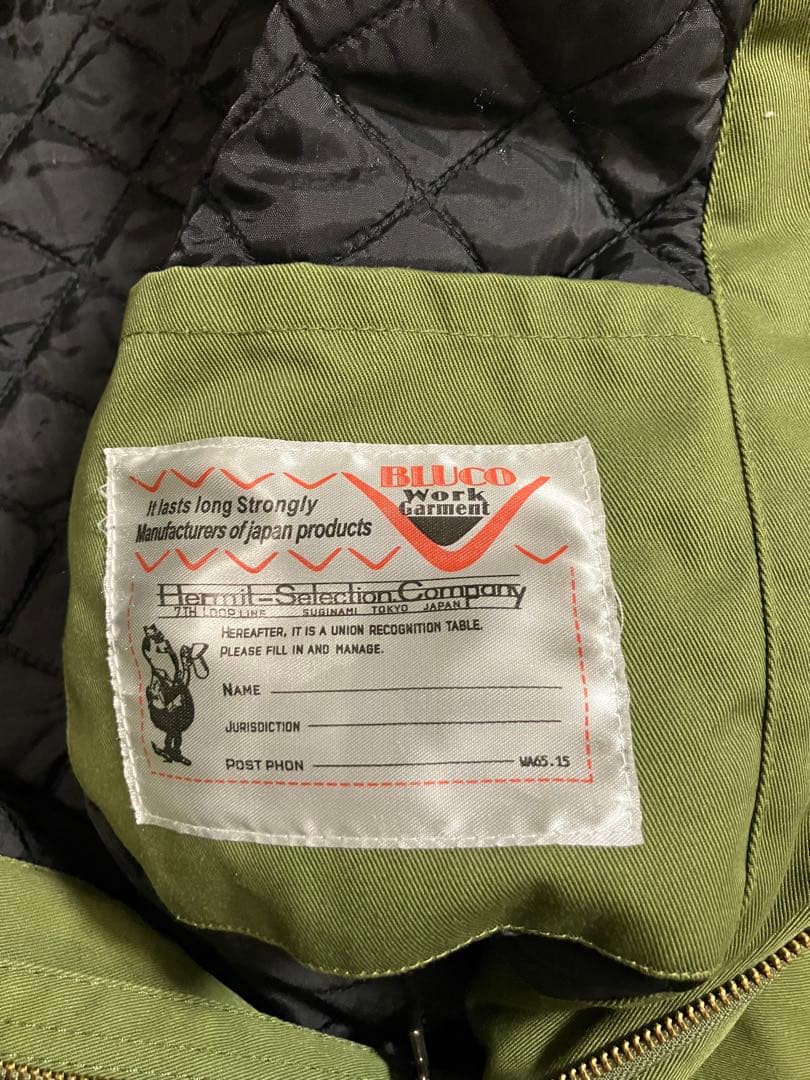 BLUCO
Work
Garment
It lasts long Strongly
Manufacturers of japan products
Hermit-Selection Company
7TH LOOP LINE SUGINAMI TOKYO JAPAN
HEREAFTER, IT IS A UNION RECOGNITION TABLE.
PLEASE FILL IN AND MANAGE.
NAME
JURISDICTION
POST PHON WA65.15